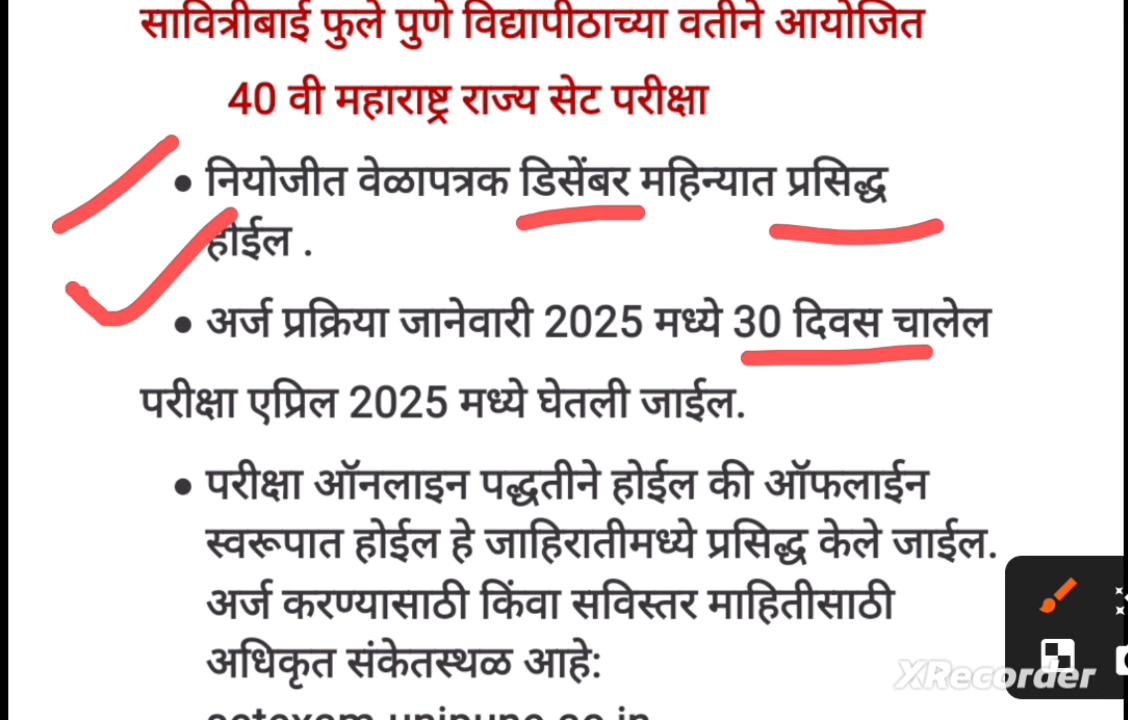 सावित्रीबाई फुले पुणे विद्यापीठाच्या वतीने आयोजित
40 वी महाराष्ट्र राज्य सेट परीक्षा
• नियोजीत वेळापत्रक डिसेंबर महिन्यात प्रसिद्ध
होईल .
• अर्ज प्रक्रिया जानेवारी 2025 मध्ये 30 दिवस चालेल
परीक्षा एप्रिल 2025 मध्ये घेतली जाईल.
• परीक्षा ऑनलाइन पद्धतीने होईल की ऑफलाईन
स्वरूपात होईल हे जाहिरातीमध्ये प्रसिद्ध केले जाईल.
अर्ज करण्यासाठी किंवा सविस्तर माहितीसाठी
अधिकृत संकेतस्थळ आहे:
XRecorder